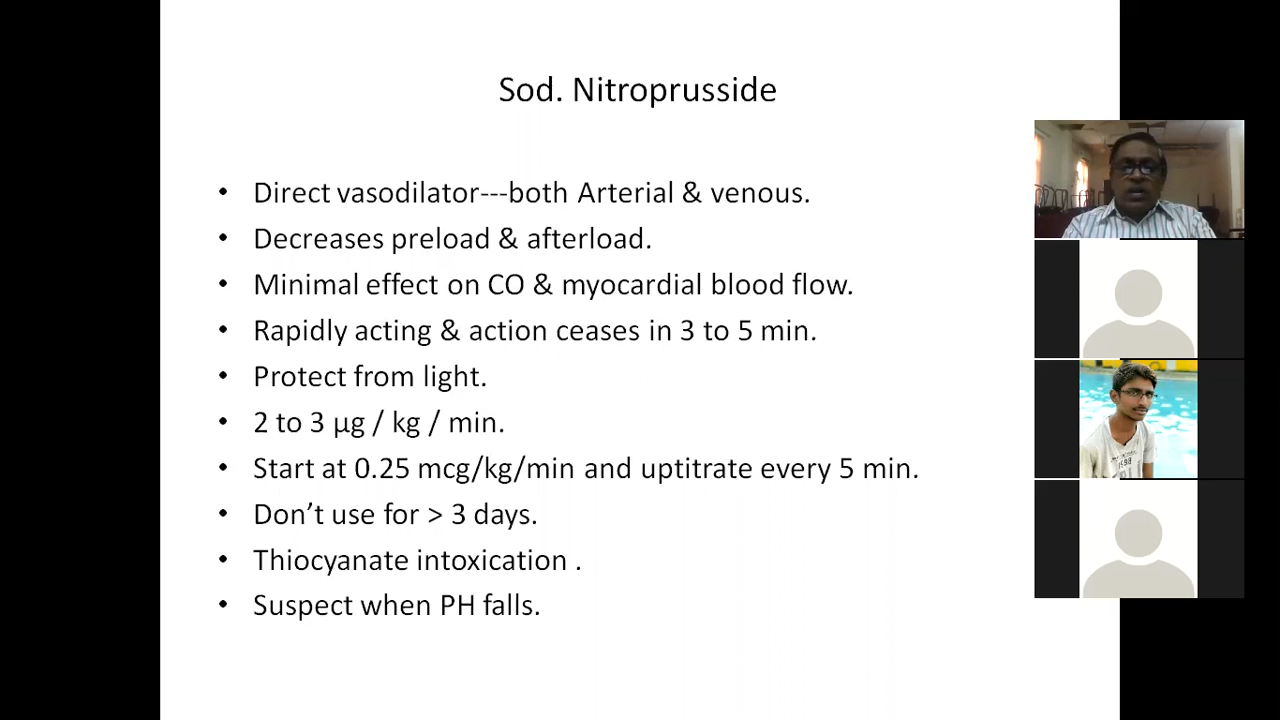 Sod. Nitroprusside
• Direct vasodilator---both Arterial & venous.
• Decreases preload & afterload.
• Minimal effect on CO & myocardial blood flow.
• Rapidly acting & action ceases in 3 to 5 min.
• Protect from light.
• 2 to 3 µg / kg / min.
• Start at 0.25 mcg/kg/min and uptitrate every 5 min.
• Don’t use for > 3 days.
• Thiocyanate intoxication .
• Suspect when PH falls.